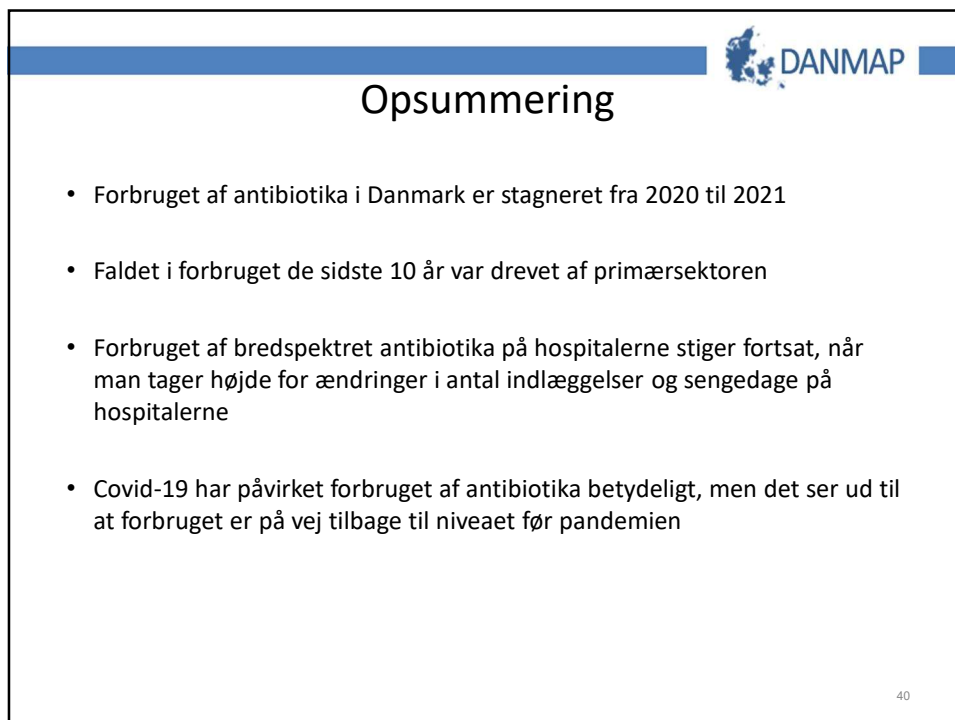 DANMAP
Opsummering
• Forbruget af antibiotika i Danmark er stagneret fra 2020 til 2021
• Faldet i forbruget de sidste 10 år var drevet af primærsektoren
• Forbruget af bredspektret antibiotika på hospitalerne stiger fortsat, når
man tager højde for ændringer i antal indlæggelser og sengedage på
hospitalerne
• Covid-19 har påvirket forbruget af antibiotika betydeligt, men det ser ud til
at forbruget er på vej tilbage til niveaet før pandemien
40